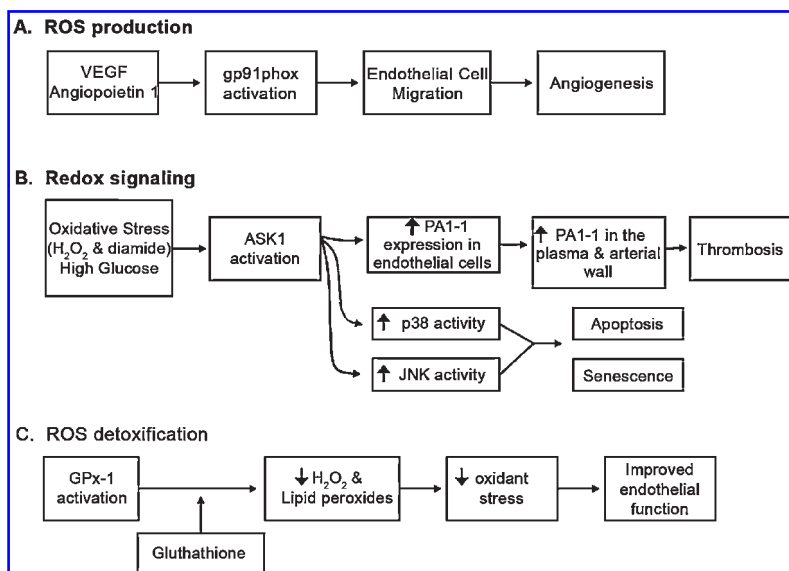 A. ROS production
VEGF
Angiopoietin 1
gp91phox
activation
Endothelial Cell
Migration
Angiogenesis
B. Redox signaling
Oxidative Stress
(H₂O₂ & diamide)
High Glucose
ASK1
activation
↑ PA1-1
expression in
endothelial cells
↑ PA1-1 in the
plasma & arterial
wall
Thrombosis
↑ p38 activity
Apoptosis
↑ JNK activity
Senescence
C. ROS detoxification
GPx-1
activation
↓ H₂O₂ &
Lipid peroxides
↓ oxidant
stress
Improved
endothelial
function
Gluthathione